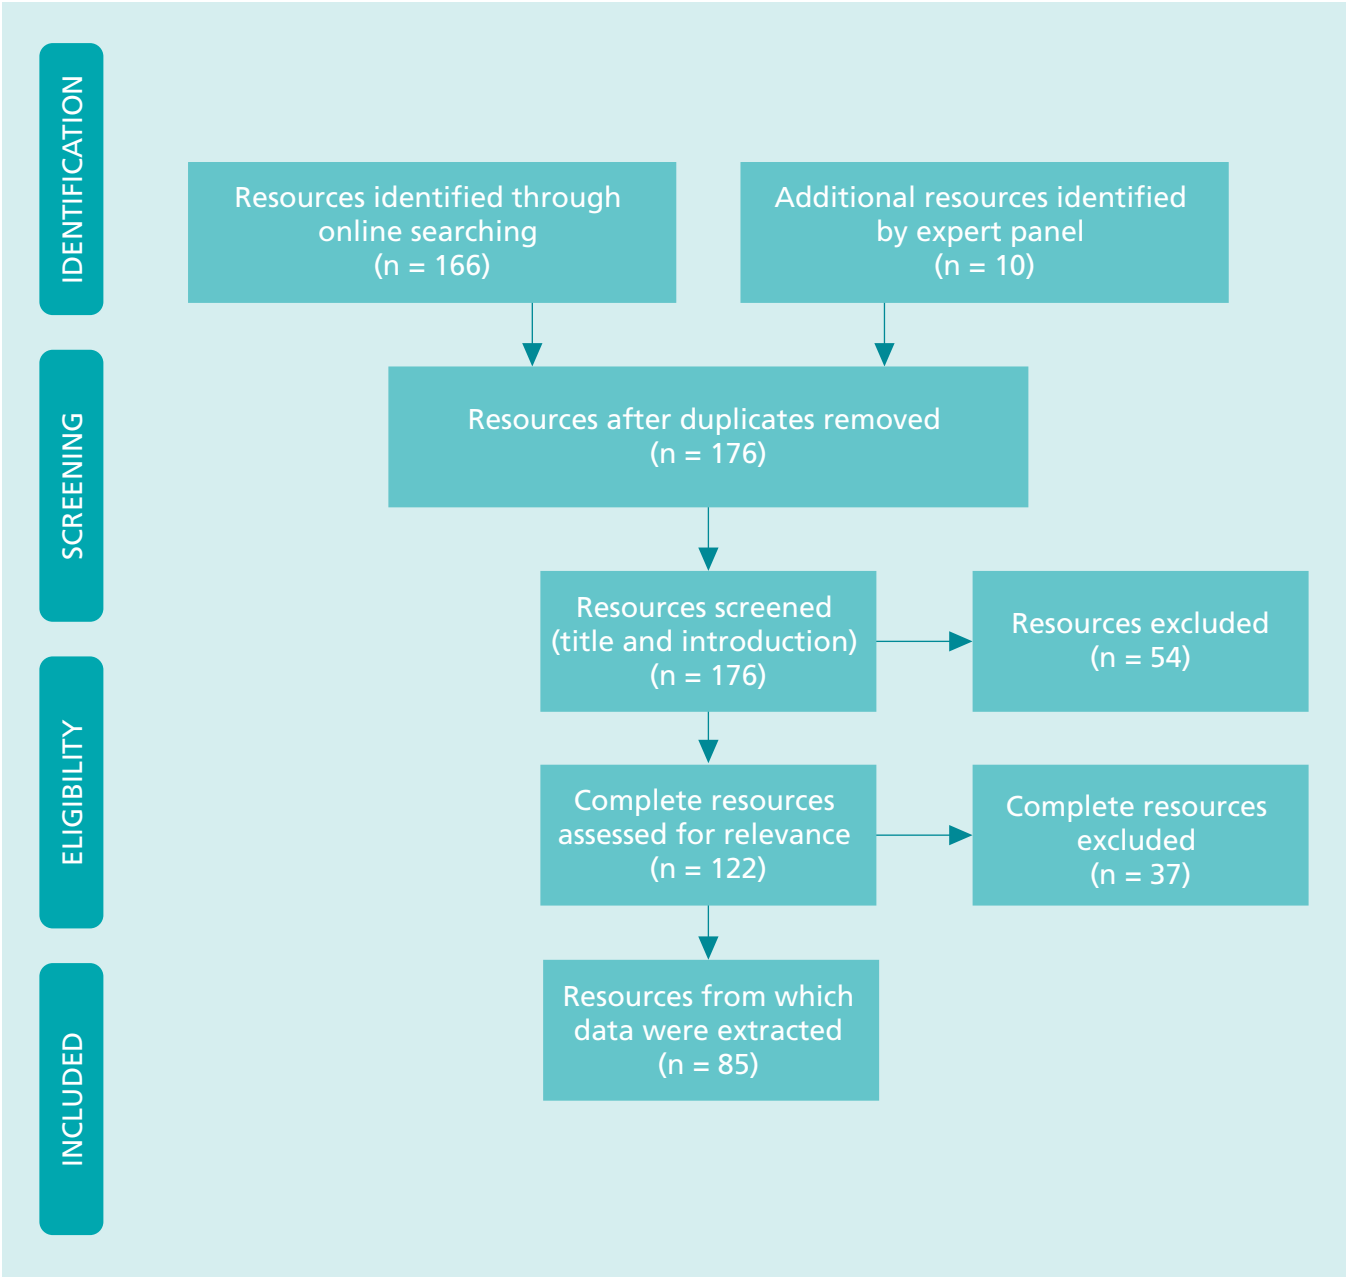 IDENTIFICATION
Resources identified through
online searching
(n = 166)
Additional resources identified
by expert panel
(n = 10)
SCREENING
Resources after duplicates removed
(n = 176)
Resources screened
(title and introduction)
(n = 176)
Resources excluded
(n = 54)
ELIGIBILITY
Complete resources
assessed for relevance
(n = 122)
Complete resources
excluded
(n = 37)
INCLUDED
Resources from which
data were extracted
(n = 85)